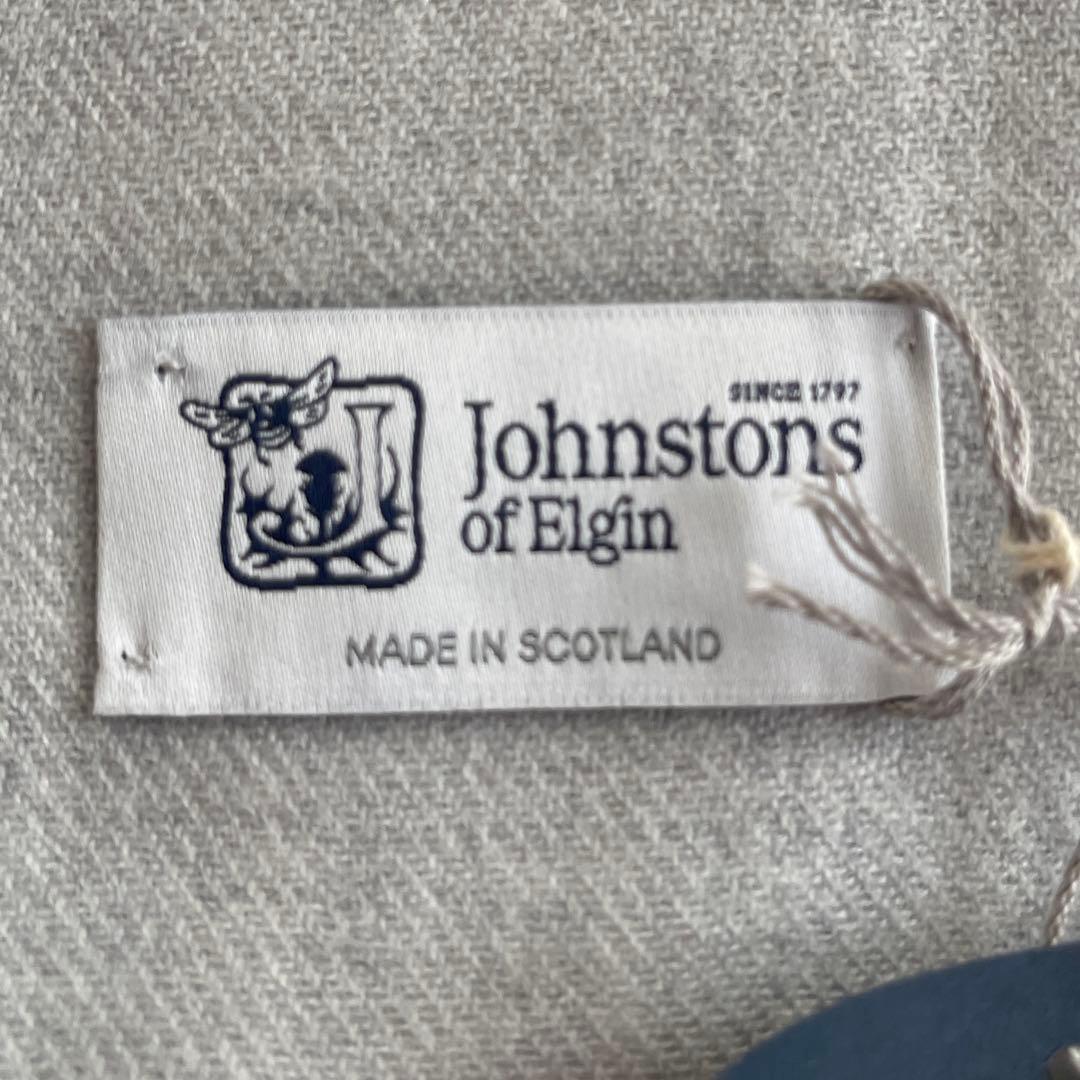 SINCE 1797
Johnstons
of Elgin
MADE IN SCOTLAND